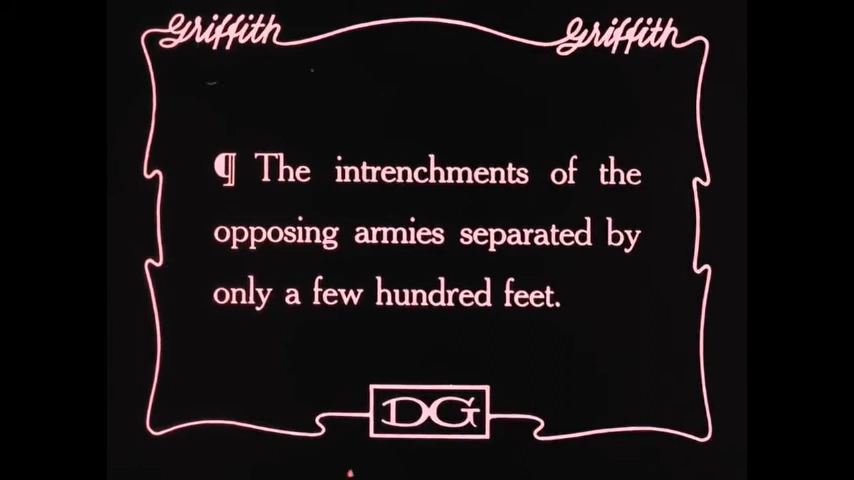 Griffith Griffith
¶ The intrenchments of the
opposing armies separated by
only a few hundred feet.
DG